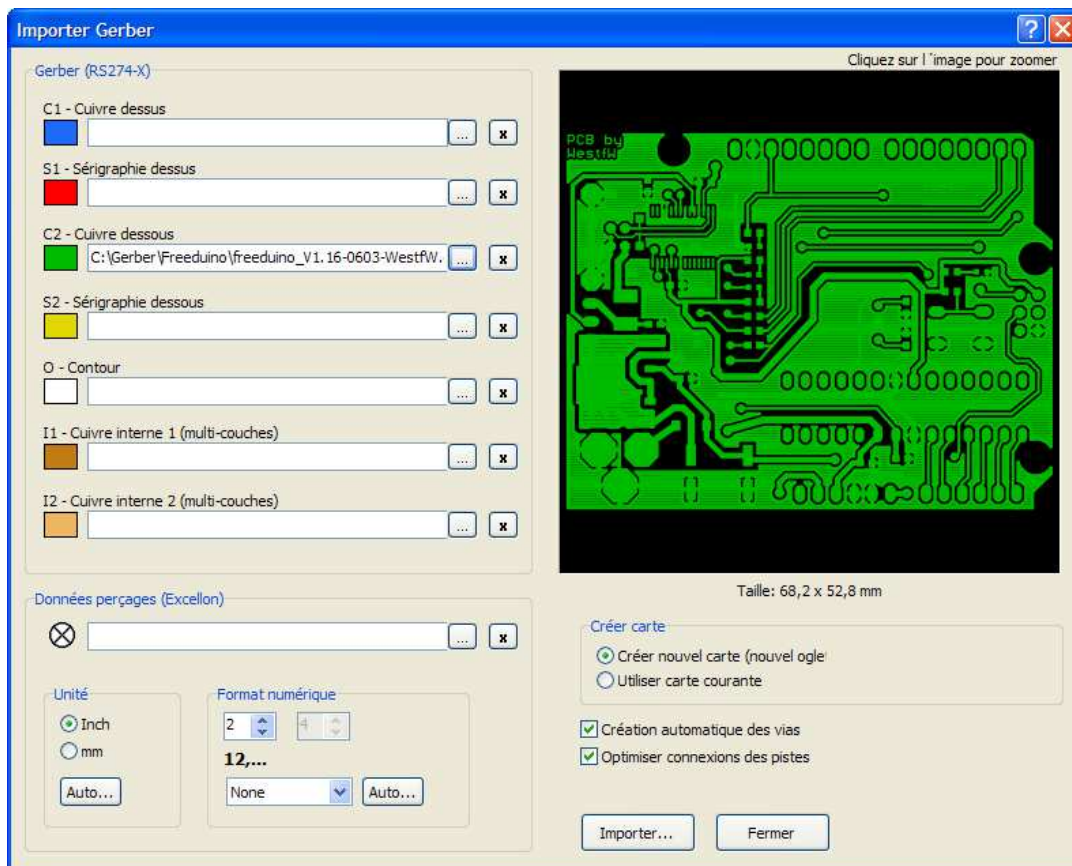 Importer Gerber
Cliquez sur l ´image pour zoomer
Gerber (RS274-X)
C1 - Cuivre dessus
... x
S1 - Sérigraphie dessus
... x
C2 - Cuivre dessous
C:\Gerber\Freeduino\freeduino_V1.16-0603-WestfW. ... x
S2 - Sérigraphie dessous
... x
O - Contour
... x
I1 - Cuivre interne 1 (multi-couches)
... x
I2 - Cuivre interne 2 (multi-couches)
... x
PCB by
WestfW
Taille: 68,2 x 52,8 mm
Données perçages (Excellon)
... x
Unité
Inch
mm
Auto...
Format numérique
2 4
12,...
None Auto...
Créer carte
Créer nouvel carte (nouvel ogle
Utiliser carte courante
Création automatique des vias
Optimiser connexions des pistes
Importer... Fermer